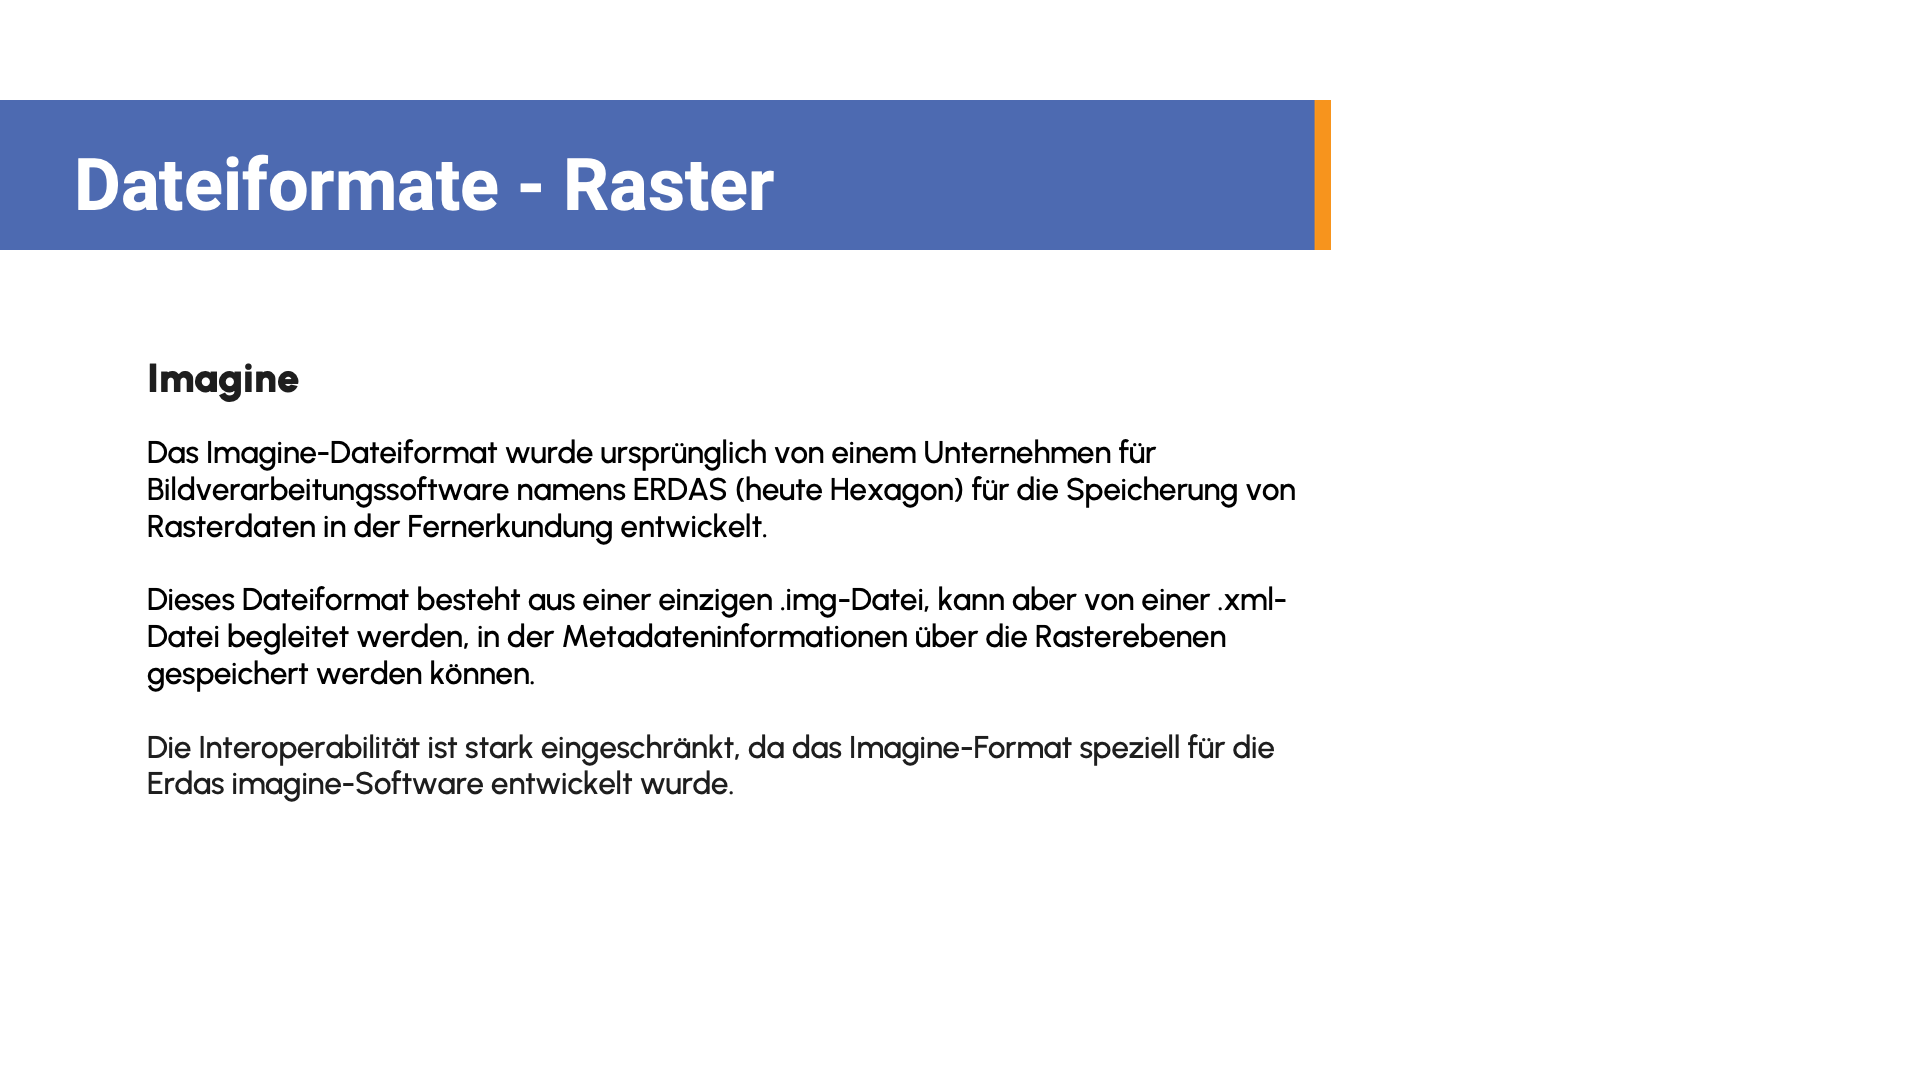 Dateiformate - Raster
Imagine
Das Imagine-Dateiformat wurde ursprünglich von einem Unternehmen für
Bildverarbeitungssoftware namens ERDAS (heute Hexagon) für die Speicherung von
Rasterdaten in der Fernerkundung entwickelt.
Dieses Dateiformat besteht aus einer einzigen .img-Datei, kann aber von einer .xml-
Datei begleitet werden, in der Metadateninformationen über die Rasterebenen
gespeichert werden können.
Die Interoperabilität ist stark eingeschränkt, da das Imagine-Format speziell für die
Erdas imagine-Software entwickelt wurde.